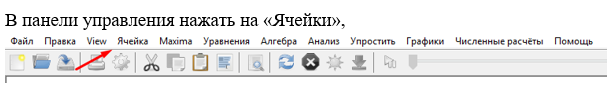 В панели управления нажать на «Ячейки»,
Файл Правка View Ячейка Maxima Уравнения Алгебра Анализ Упростить Графики Численные расчёты Помощь